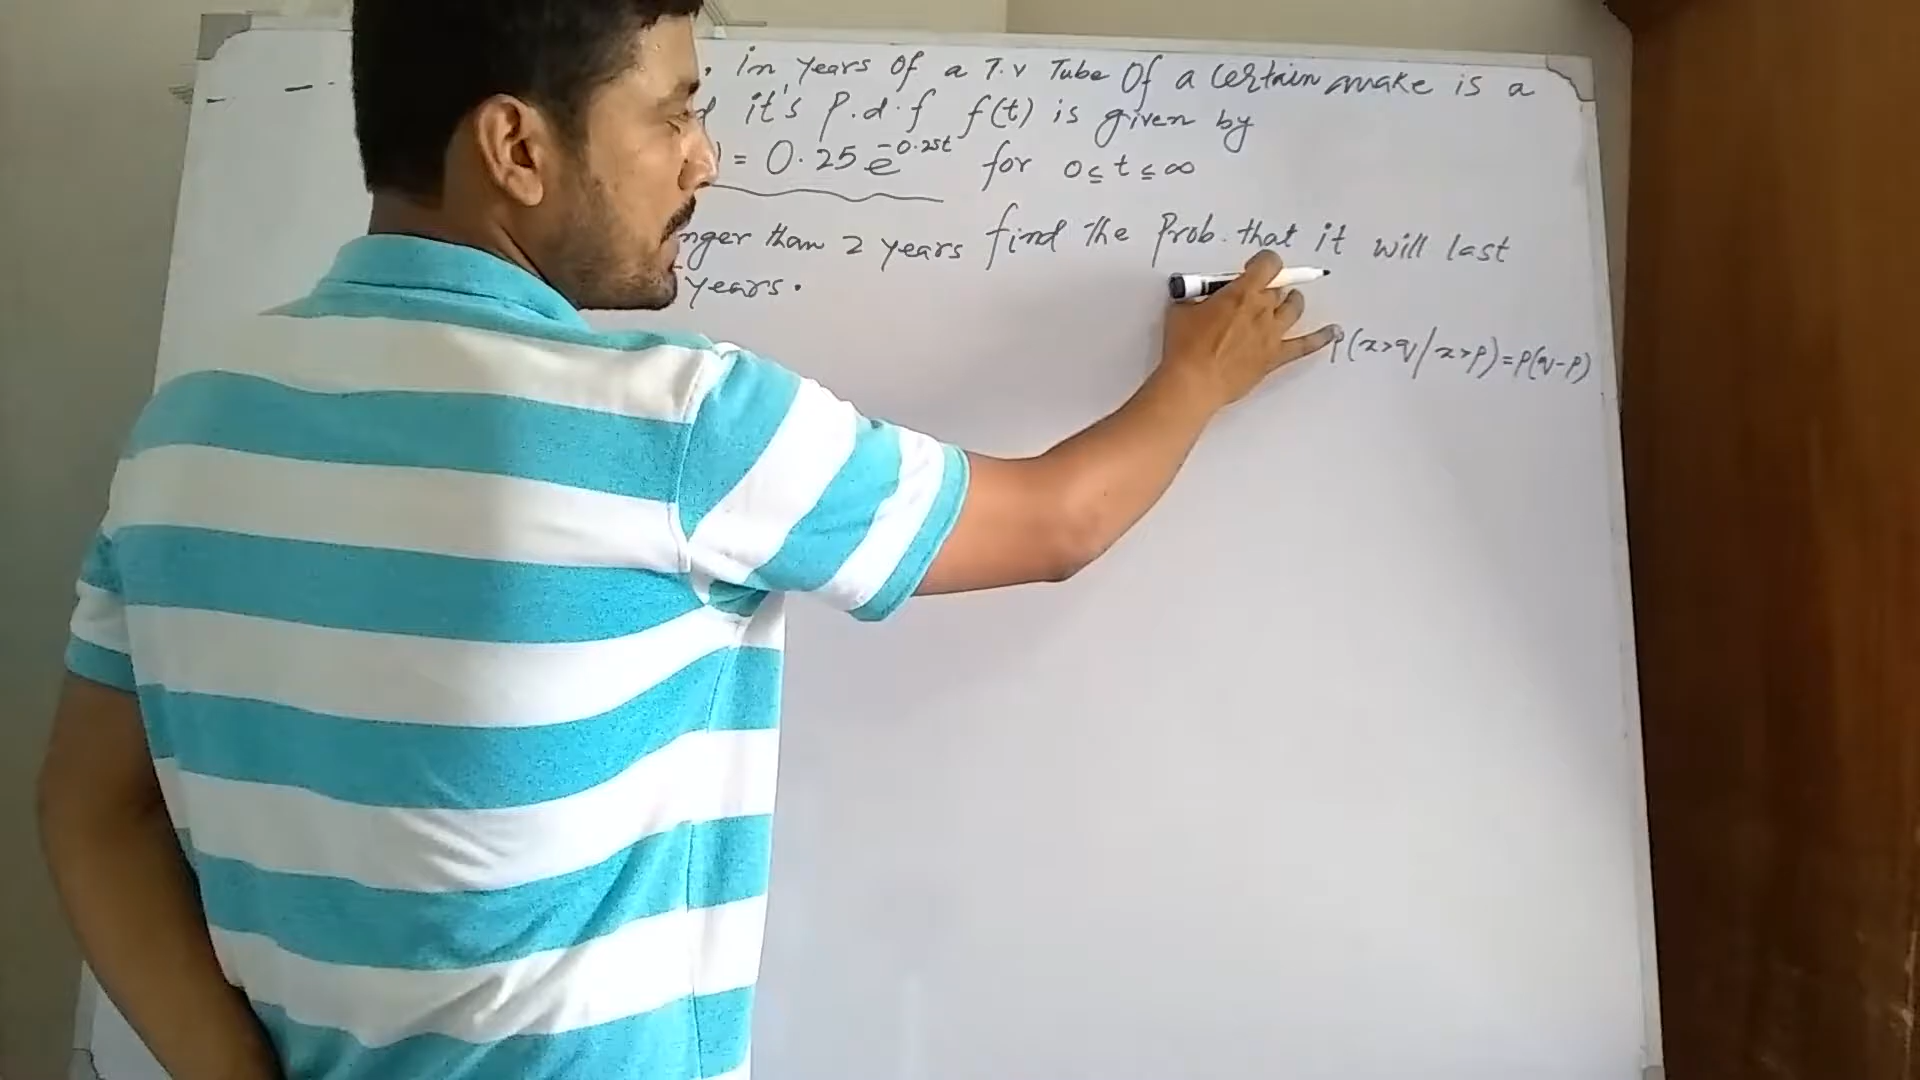 in years of a T.V Tube Of a Certain make is a
it's P.d.f f(t) is given by
= 0.25 e^-0.25t for 0 ≤ t ≤ ∞
nger than 2 years find the Prob. that it will last
years.
P(x>q/x>p)=P(q-p)